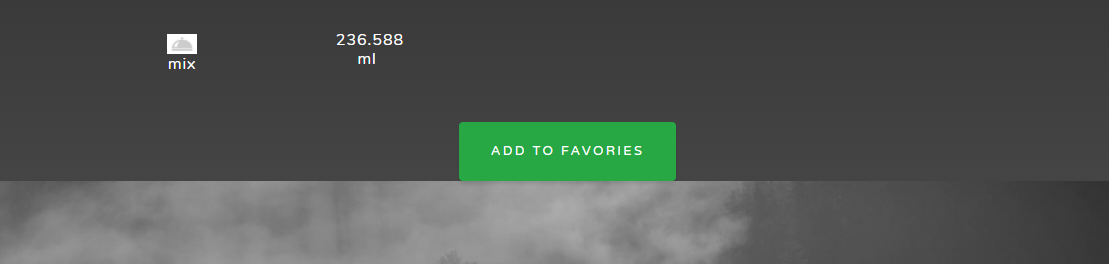 mix
236.588
ml
ADD TO FAVORIES